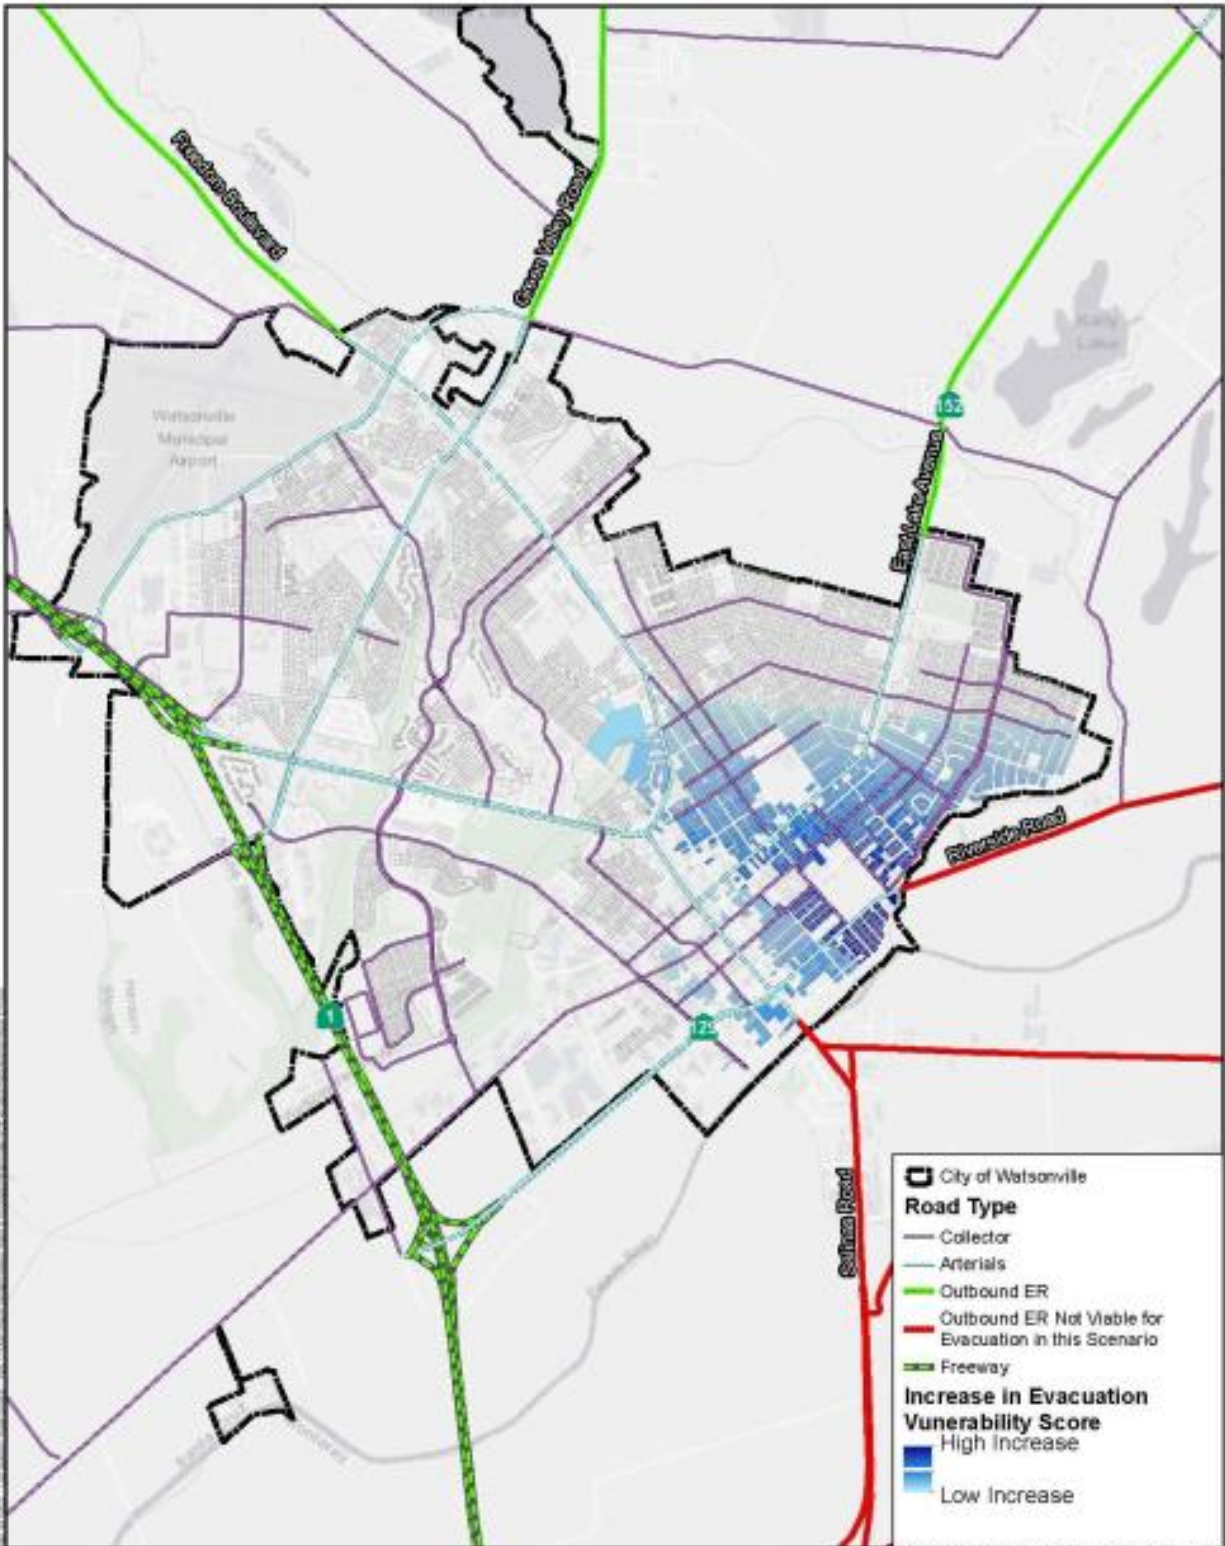 Freedom Boulevard
Green Valley Road
Watsonville
Municipal
Airport
Kelly
Lake
152
East Lake Avenue
Riverside Road
1
129
Salinas Road
City of Watsonville
Road Type
Collector
Arterials
Outbound ER
Outbound ER Not Viable for
Evacuation in this Scenario
Freeway
Increase in Evacuation
Vunerability Score
High Increase
Low Increase